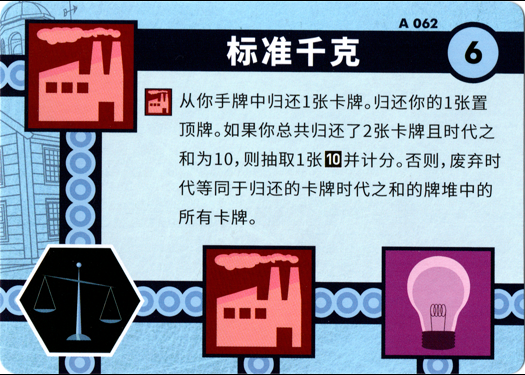 A 062
标准千克
6
从你手牌中归还1张卡牌。归还你的1张置
顶牌。如果你总共归还了2张卡牌且时代之
和为10,则抽取1张10并计分。否则,废弃时
代等同于归还的卡牌时代之和的牌堆中的
所有卡牌。